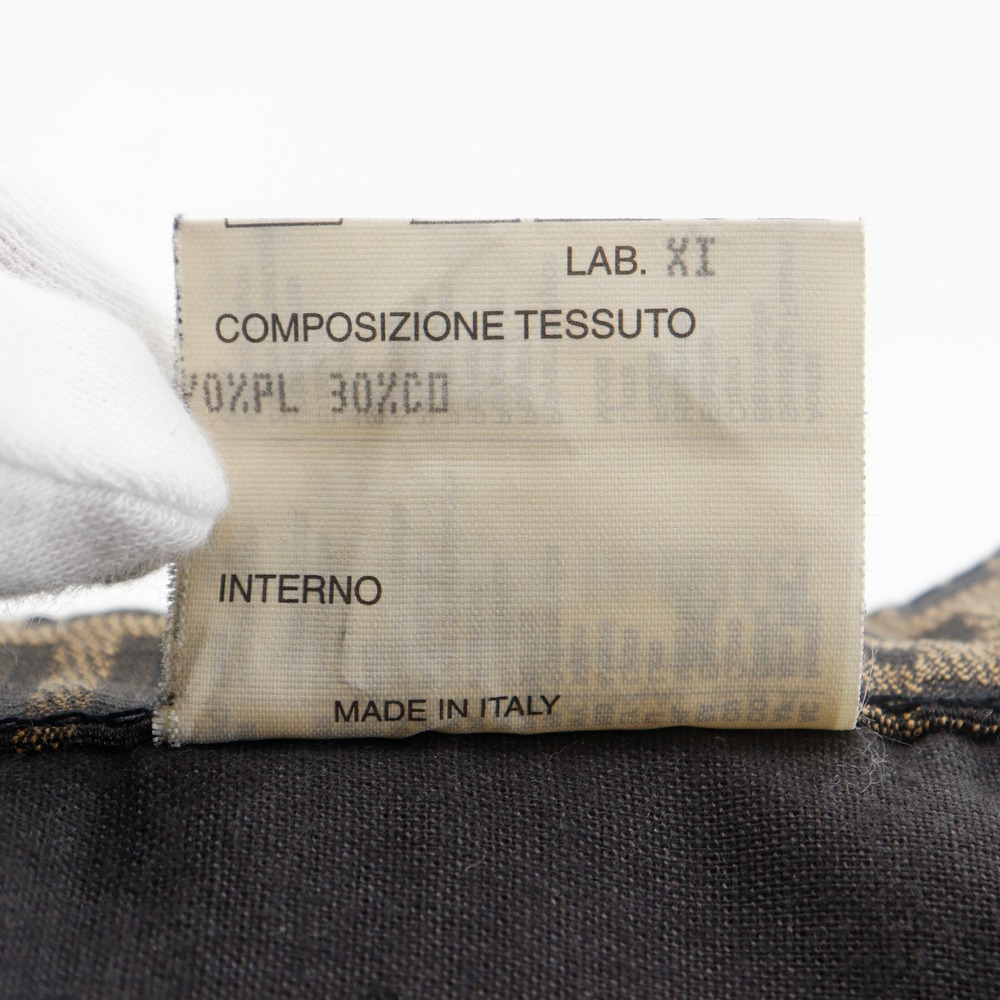 LAB. XI
COMPOSIZIONE TESSUTO
70%PL 30%CO
INTERNO
MADE IN ITALY